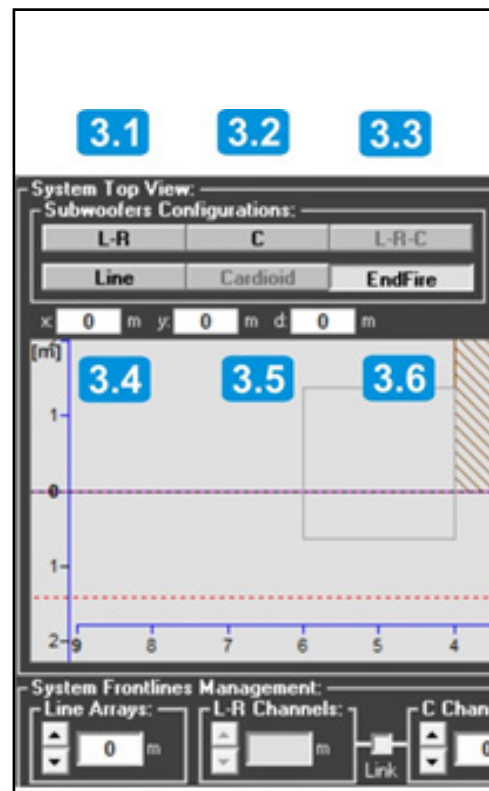 3.1 3.2 3.3
System Top View:
Subwoofers Configurations:
L-R C L-R-C
Line Cardioid EndFire
x: 0 m y: 0 m d: 0 m
[m]
3.4 3.5 3.6
1
0
1
2
9 8 7 6 5 4
System Frontlines Management:
Line Arrays: L-R Channels: C Chan
0 m m Link 0